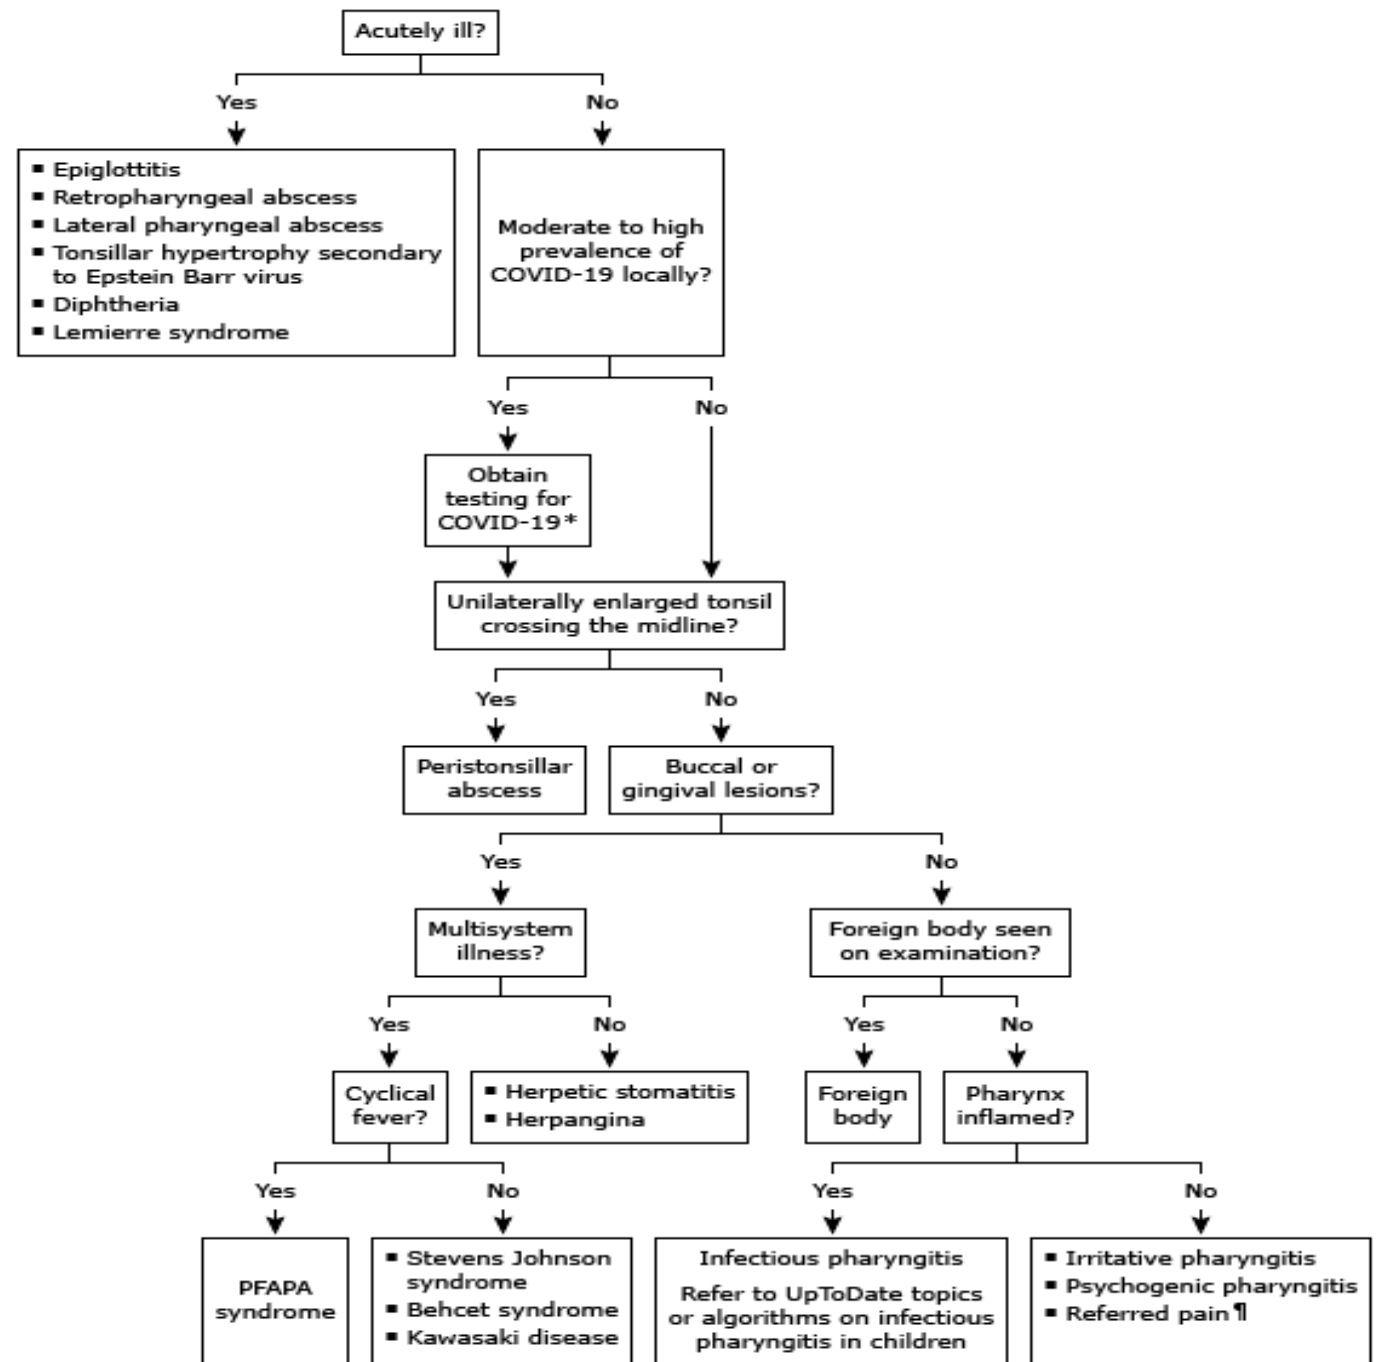 Acutely ill?
Yes
No
▪ Epiglottitis
▪ Retropharyngeal abscess
▪ Lateral pharyngeal abscess
▪ Tonsillar hypertrophy secondary
to Epstein Barr virus
▪ Diphtheria
▪ Lemierre syndrome
Moderate to high
prevalence of
COVID-19 locally?
Yes
No
Obtain
testing for
COVID-19*
Unilaterally enlarged tonsil
crossing the midline?
Yes
No
Peristonsillar
abscess
Buccal or
gingival lesions?
Yes
No
Multisystem
illness?
Foreign body seen
on examination?
Yes
No
Yes
No
Cyclical
fever?
▪ Herpetic stomatitis
▪ Herpangina
Foreign
body
Pharynx
inflamed?
Yes
No
Yes
No
PFAPA
syndrome
▪ Stevens Johnson
syndrome
▪ Behcet syndrome
▪ Kawasaki disease
Infectious pharyngitis
Refer to UpToDate topics
or algorithms on infectious
pharyngitis in children
▪ Irritative pharyngitis
▪ Psychogenic pharyngitis
▪ Referred pain¶